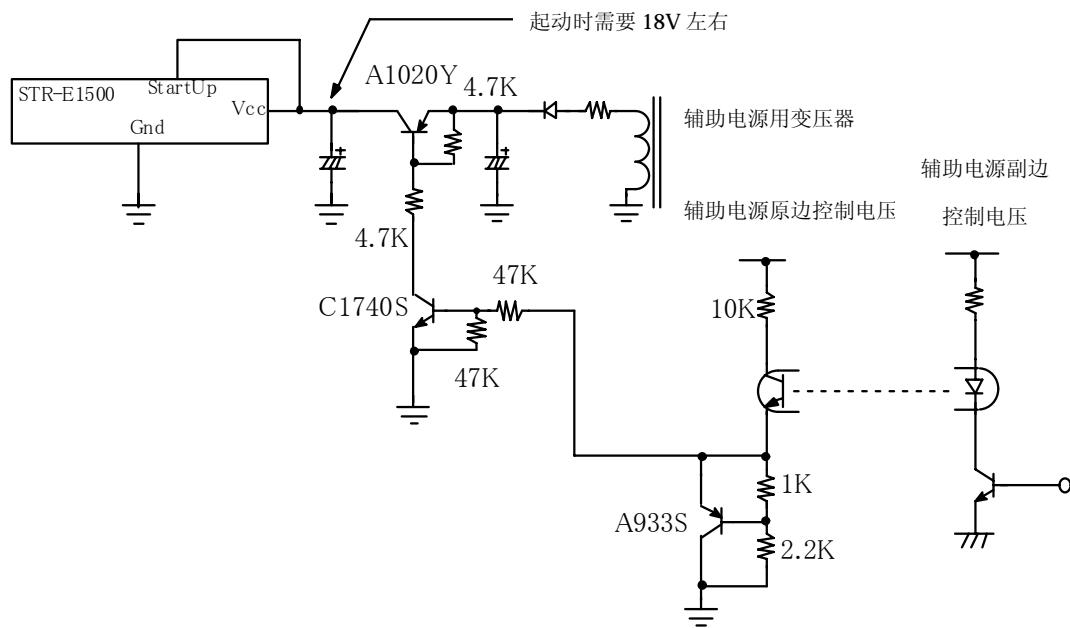 起动时需要 18V 左右
A1020Y
4.7K
STR-E1500
StartUp
Vcc
Gnd
辅助电源用变压器
辅助电源副边
控制电压
辅助电源原边控制电压
4.7K
47K
C1740S
10K
47K
1K
A933S
2.2K